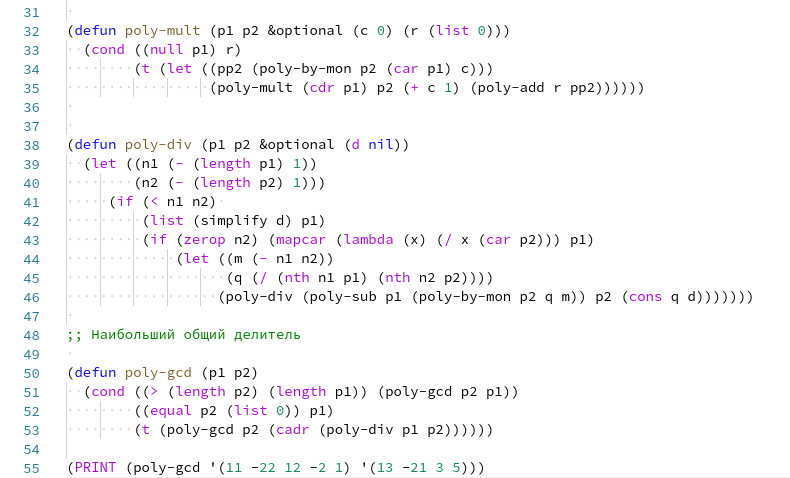 31
32 (defun poly-mult (p1 p2 &optional (c 0) (r (list 0)))
33   (cond ((null p1) r)
34         (t (let ((pp2 (poly-by-mon p2 (car p1) c)))
35                  (poly-mult (cdr p1) p2 (+ c 1) (poly-add r pp2))))))
36
37
38 (defun poly-div (p1 p2 &optional (d nil))
39   (let ((n1 (- (length p1) 1))
40         (n2 (- (length p2) 1)))
41      (if (< n1 n2)
42          (list (simplify d) p1)
43          (if (zerop n2) (mapcar (lambda (x) (/ x (car p2))) p1)
44              (let ((m (- n1 n2))
45                    (q (/ (nth n1 p1) (nth n2 p2))))
46                   (poly-div (poly-sub p1 (poly-by-mon p2 q m)) p2 (cons q d)))))))
47
48 ;; Наибольший общий делитель
49
50 (defun poly-gcd (p1 p2)
51   (cond ((> (length p2) (length p1)) (poly-gcd p2 p1))
52         ((equal p2 (list 0)) p1)
53         (t (poly-gcd p2 (cadr (poly-div p1 p2))))))
54
55 (PRINT (poly-gcd '(11 -22 12 -2 1) '(13 -21 3 5)))